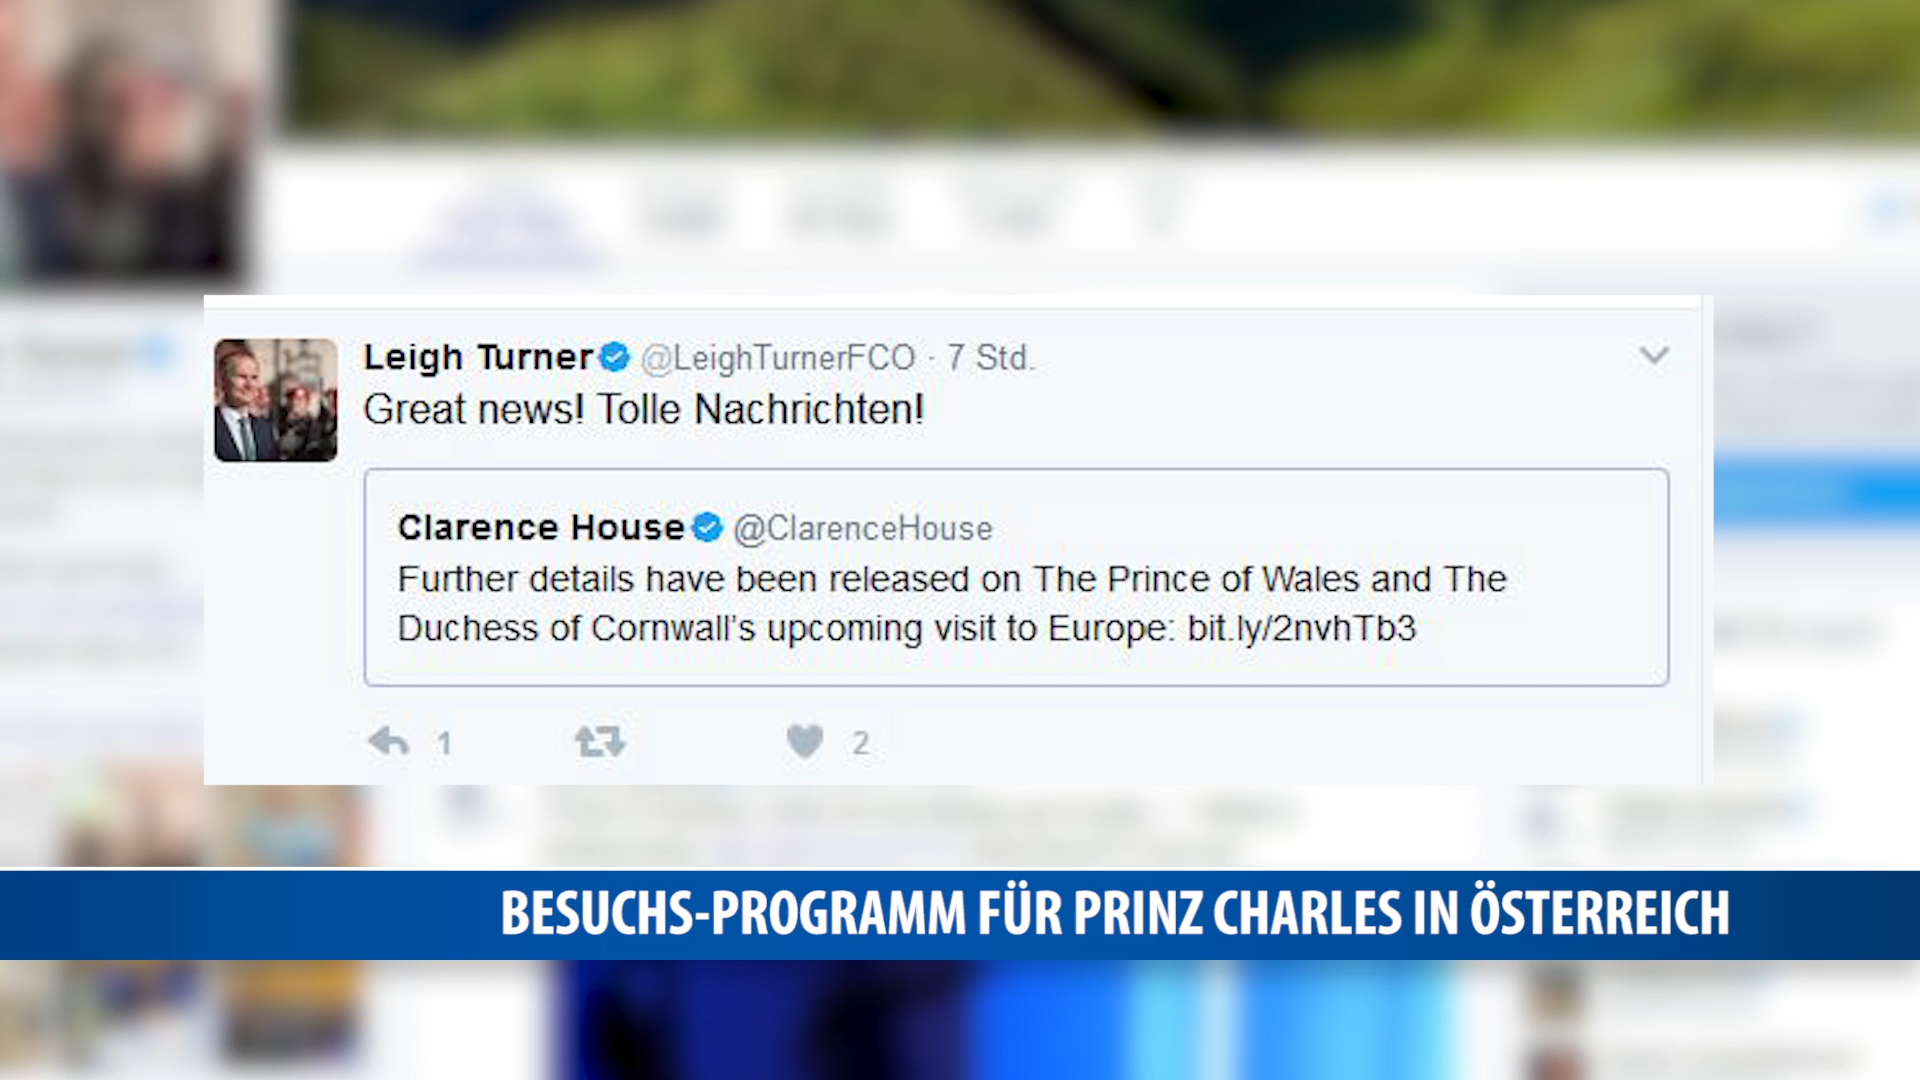 Leigh Turner @LeighTurnerFCO · 7 Std.
Great news! Tolle Nachrichten!
Clarence House @ClarenceHouse
Further details have been released on The Prince of Wales and The
Duchess of Cornwall's upcoming visit to Europe: bit.ly/2nvhTb3
1 2
BESUCHS-PROGRAMM FÜR PRINZ CHARLES IN ÖSTERREICH